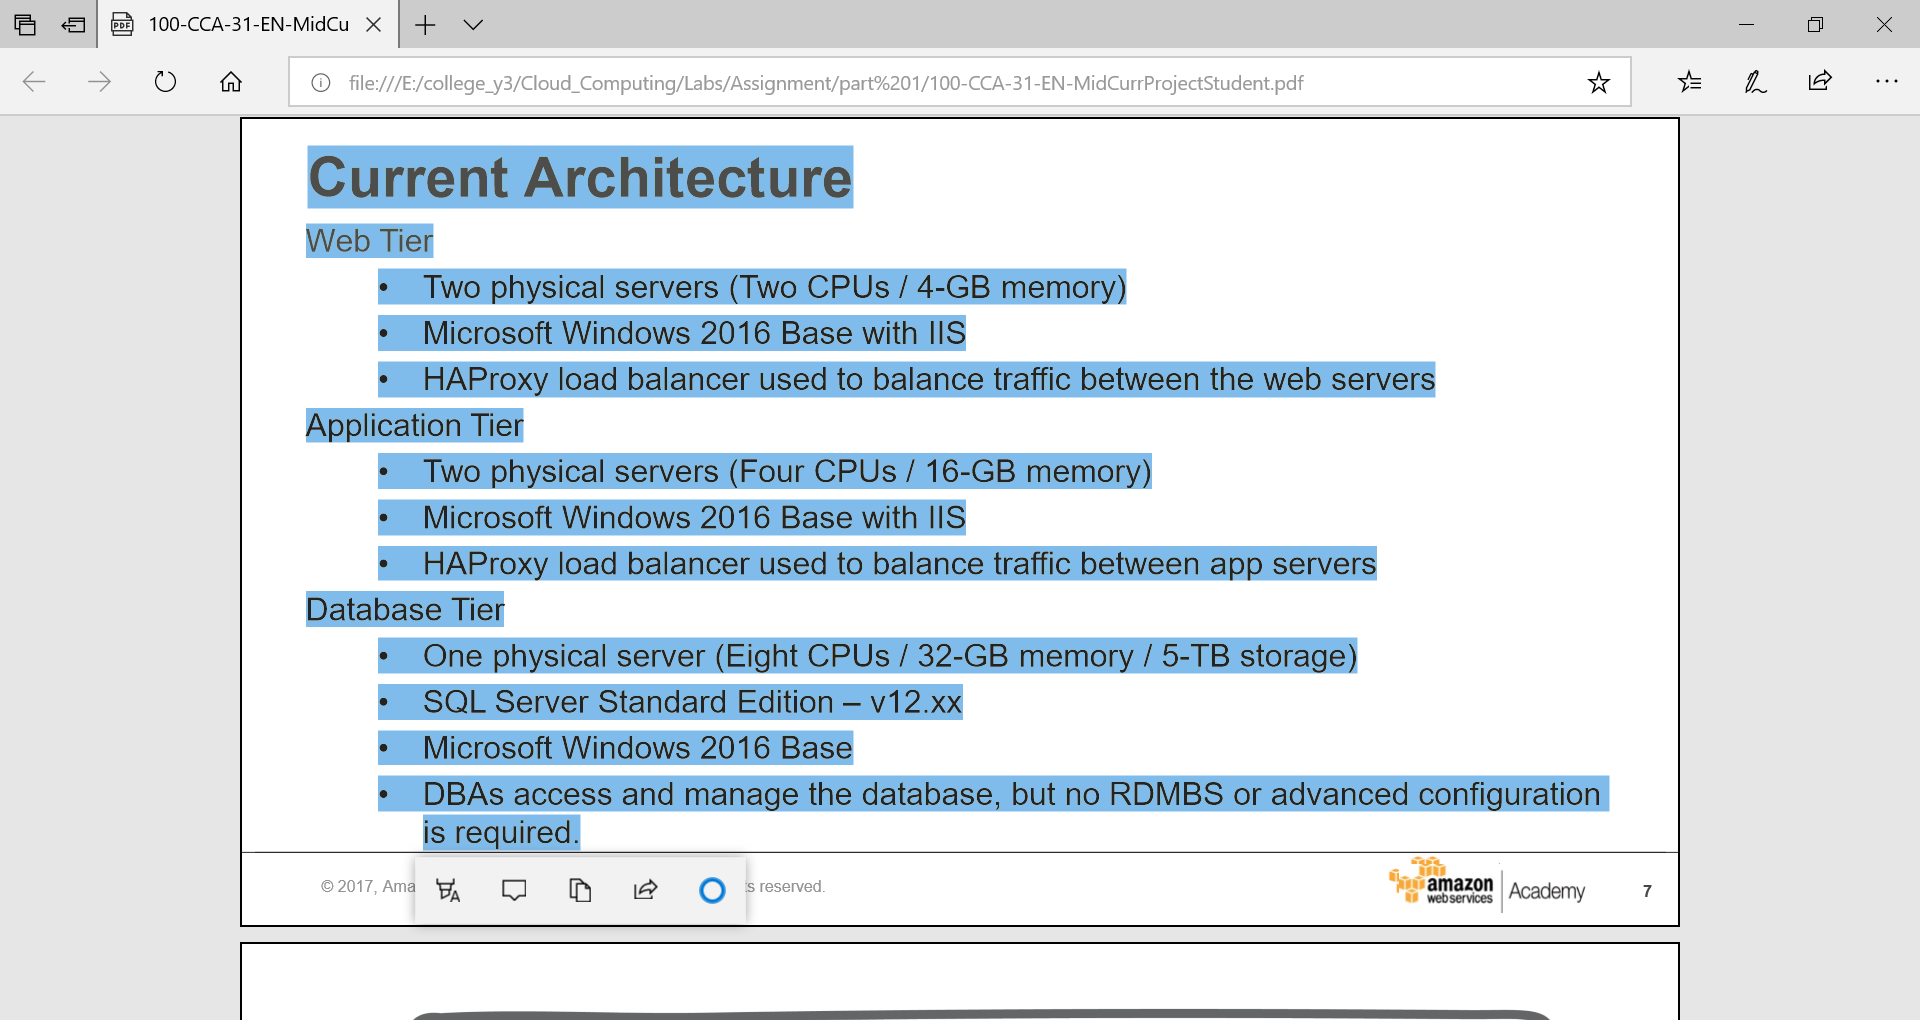 100-CCA-31-EN-MidCu
file:///E:/college_y3/Cloud_Computing/Labs/Assignment/part%201/100-CCA-31-EN-MidCurrProjectStudent.pdf
Current Architecture
Web Tier
• Two physical servers (Two CPUs / 4-GB memory)
• Microsoft Windows 2016 Base with IIS
• HAProxy load balancer used to balance traffic between the web servers
Application Tier
• Two physical servers (Four CPUs / 16-GB memory)
• Microsoft Windows 2016 Base with IIS
• HAProxy load balancer used to balance traffic between app servers
Database Tier
• One physical server (Eight CPUs / 32-GB memory / 5-TB storage)
• SQL Server Standard Edition – v12.xx
• Microsoft Windows 2016 Base
• DBAs access and manage the database, but no RDMBS or advanced configuration
is required.
© 2017, Ama s reserved.
amazon
webservices
Academy
7